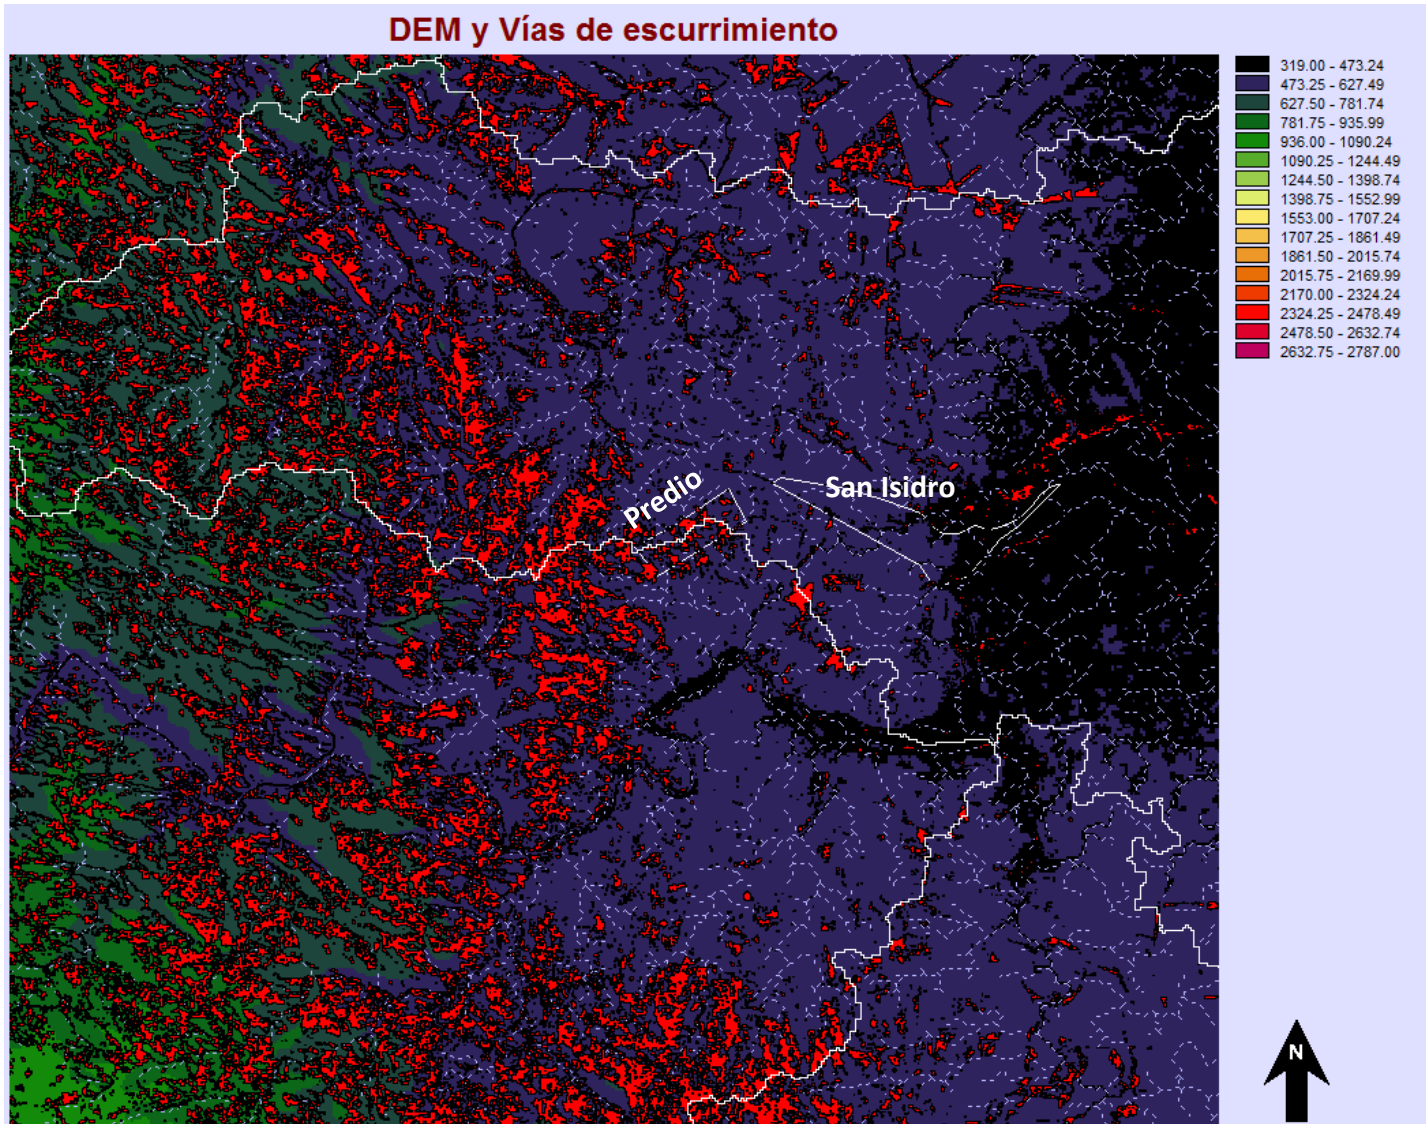 DEM y Vías de escurrimiento
319.00 - 473.24
473.25 - 627.49
627.50 - 781.74
781.75 - 935.99
936.00 - 1090.24
1090.25 - 1244.49
1244.50 - 1398.74
1398.75 - 1552.99
1553.00 - 1707.24
1707.25 - 1861.49
1861.50 - 2015.74
2015.75 - 2169.99
2170.00 - 2324.24
2324.25 - 2478.49
2478.50 - 2632.74
2632.75 - 2787.00
Predio
San Isidro
N